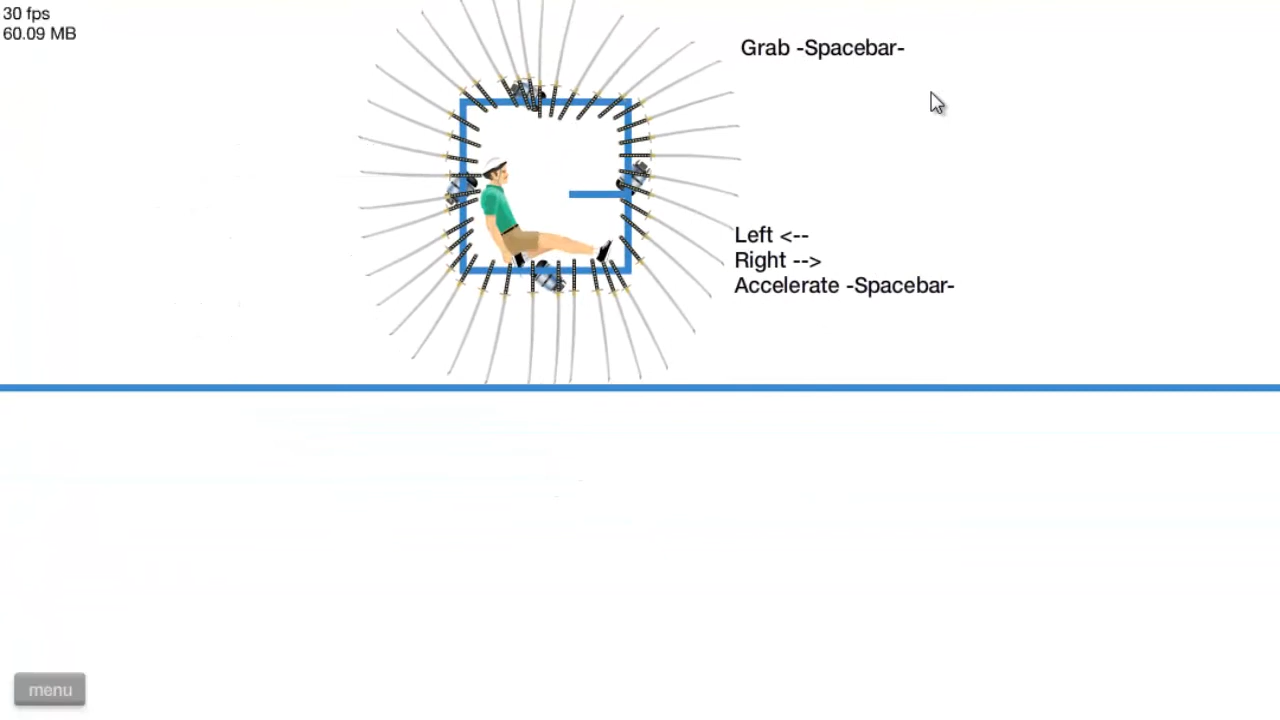 30 fps
60.09 MB
Grab -Spacebar-
Left <--
Right -->
Accelerate -Spacebar-
menu